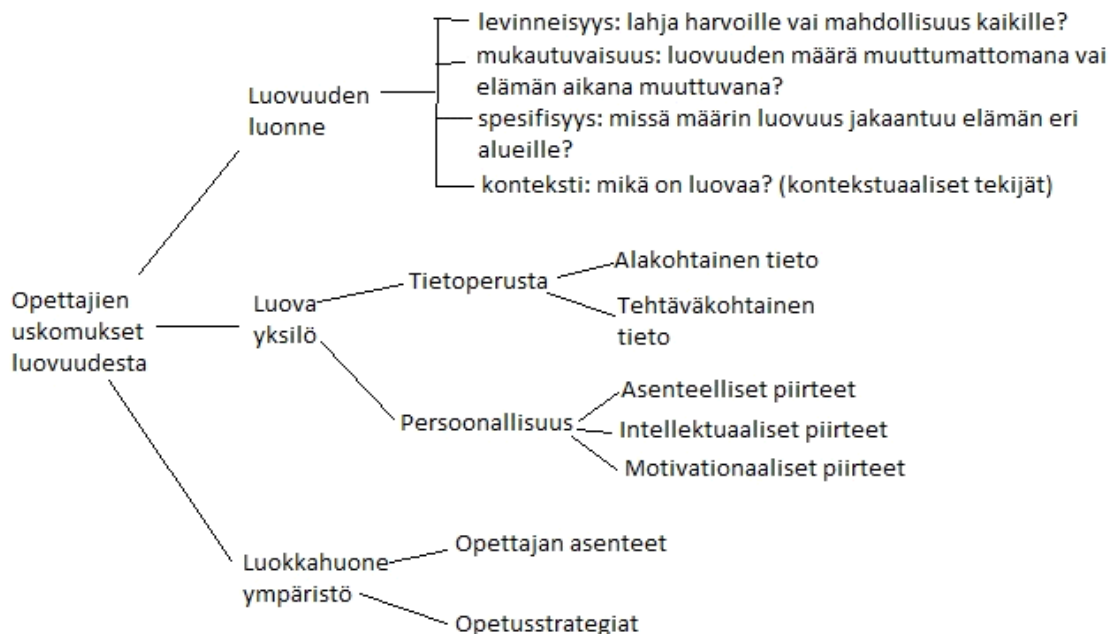 levinneisyys: lahja harvoille vai mahdollisuus kaikille?
mukautuvaisuus: luovuuden määrä muuttumattomana vai
elämän aikana muuttuvana?
Luovuuden
luonne
spesifisyys: missä määrin luovuus jakaantuu elämän eri
alueille?
konteksti: mikä on luovaa? (kontekstuaaliset tekijät)
Opettajien
uskomukset
luovuudesta
Luova
yksilö
Tietoperusta
Alakohtainen tieto
Tehtäväkohtainen
tieto
Persoonallisuus
Asenteelliset piirteet
Intellektuaaliset piirteet
Motivationaaliset piirteet
Luokkahuone
ympäristö
Opettajan asenteet
Opetusstrategiat